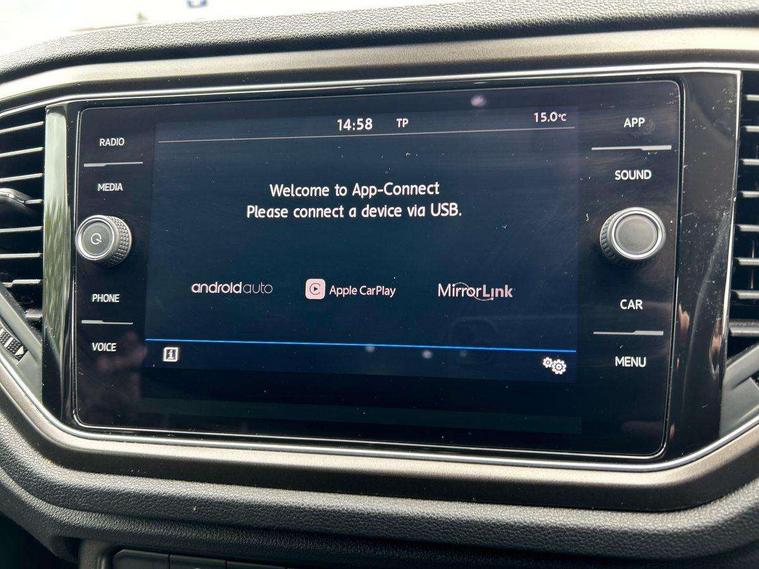 14:58 TP 15.0°C
RADIO
MEDIA
PHONE
VOICE
Welcome to App-Connect
Please connect a device via USB.
androidauto
Apple CarPlay
MirrorLink
i
APP
SOUND
CAR
MENU